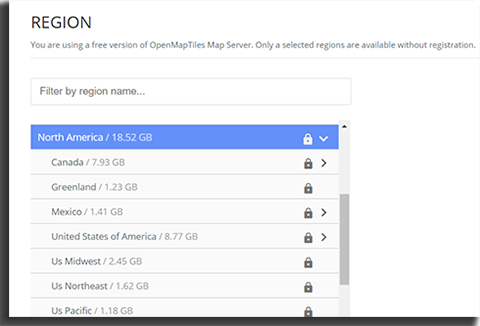 REGION
You are using a free version of OpenMapTiles Map Server. Only a selected regions are available without registration.
Filter by region name...
North America / 18.52 GB
Canada / 7.93 GB
Greenland / 1.23 GB
Mexico / 1.41 GB
United States of America / 8.77 GB
Us Midwest / 2.45 GB
Us Northeast / 1.62 GB
Us Pacific / 1.18 GB